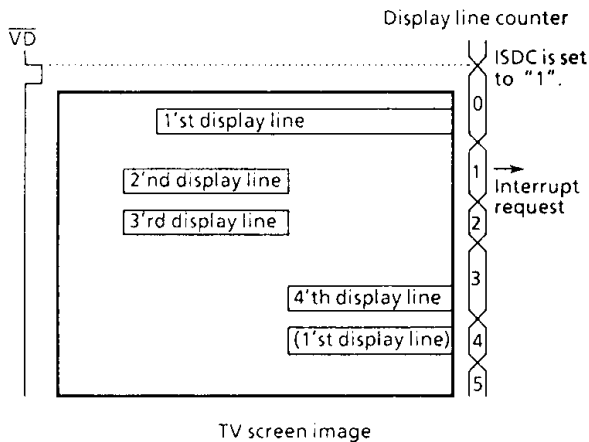 Display line counter
VD
ISDC is set
to "1".
0
1'st display line
1
2'nd display line
Interrupt
request
3'rd display line
2
3
4'th display line
(1'st display line)
4
5
TV screen image